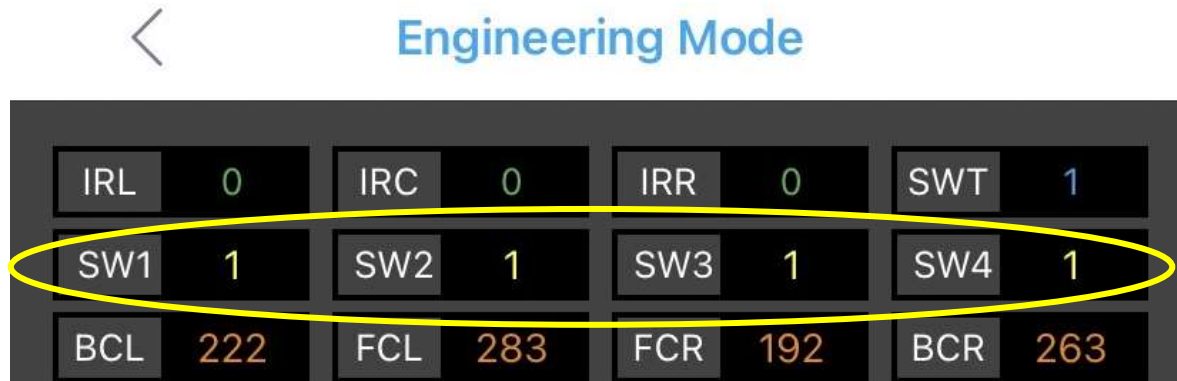 Engineering Mode
IRL 0 IRC 0 IRR 0 SWT 1
SW1 1 SW2 1 SW3 1 SW4 1
BCL 222 FCL 283 FCR 192 BCR 263